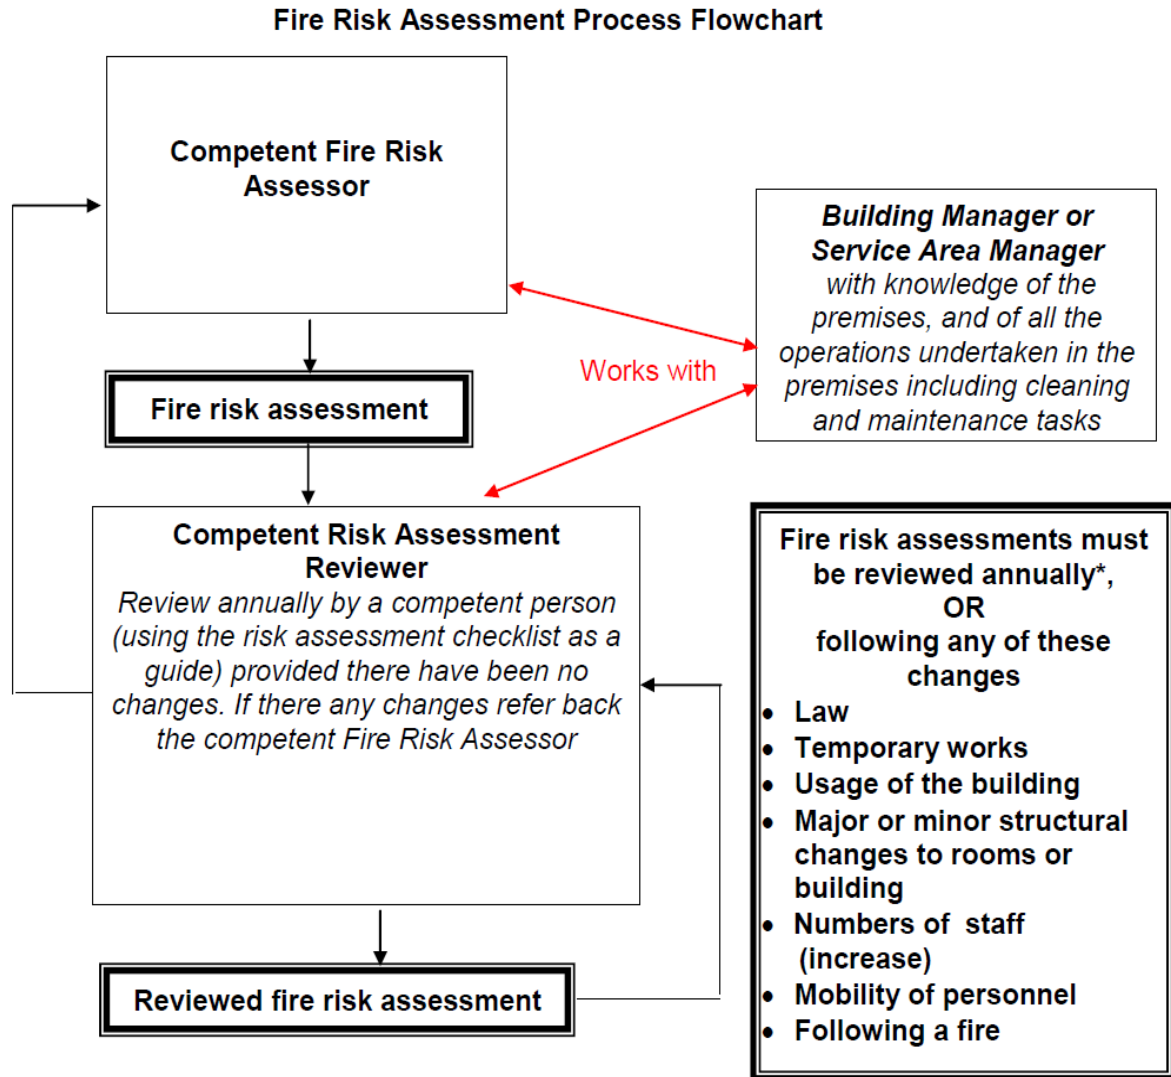 Fire Risk Assessment Process Flowchart
Competent Fire Risk
Assessor
Building Manager or
Service Area Manager
with knowledge of the
premises, and of all the
operations undertaken in the
premises including cleaning
and maintenance tasks
Works with
Fire risk assessment
Competent Risk Assessment
Reviewer
Review annually by a competent person
(using the risk assessment checklist as a
guide) provided there have been no
changes. If there any changes refer back
the competent Fire Risk Assessor
Reviewed fire risk assessment
Fire risk assessments must
be reviewed annually*,
OR
following any of these
changes
• Law
• Temporary works
• Usage of the building
• Major or minor structural
changes to rooms or
building
• Numbers of staff
(increase)
• Mobility of personnel
• Following a fire